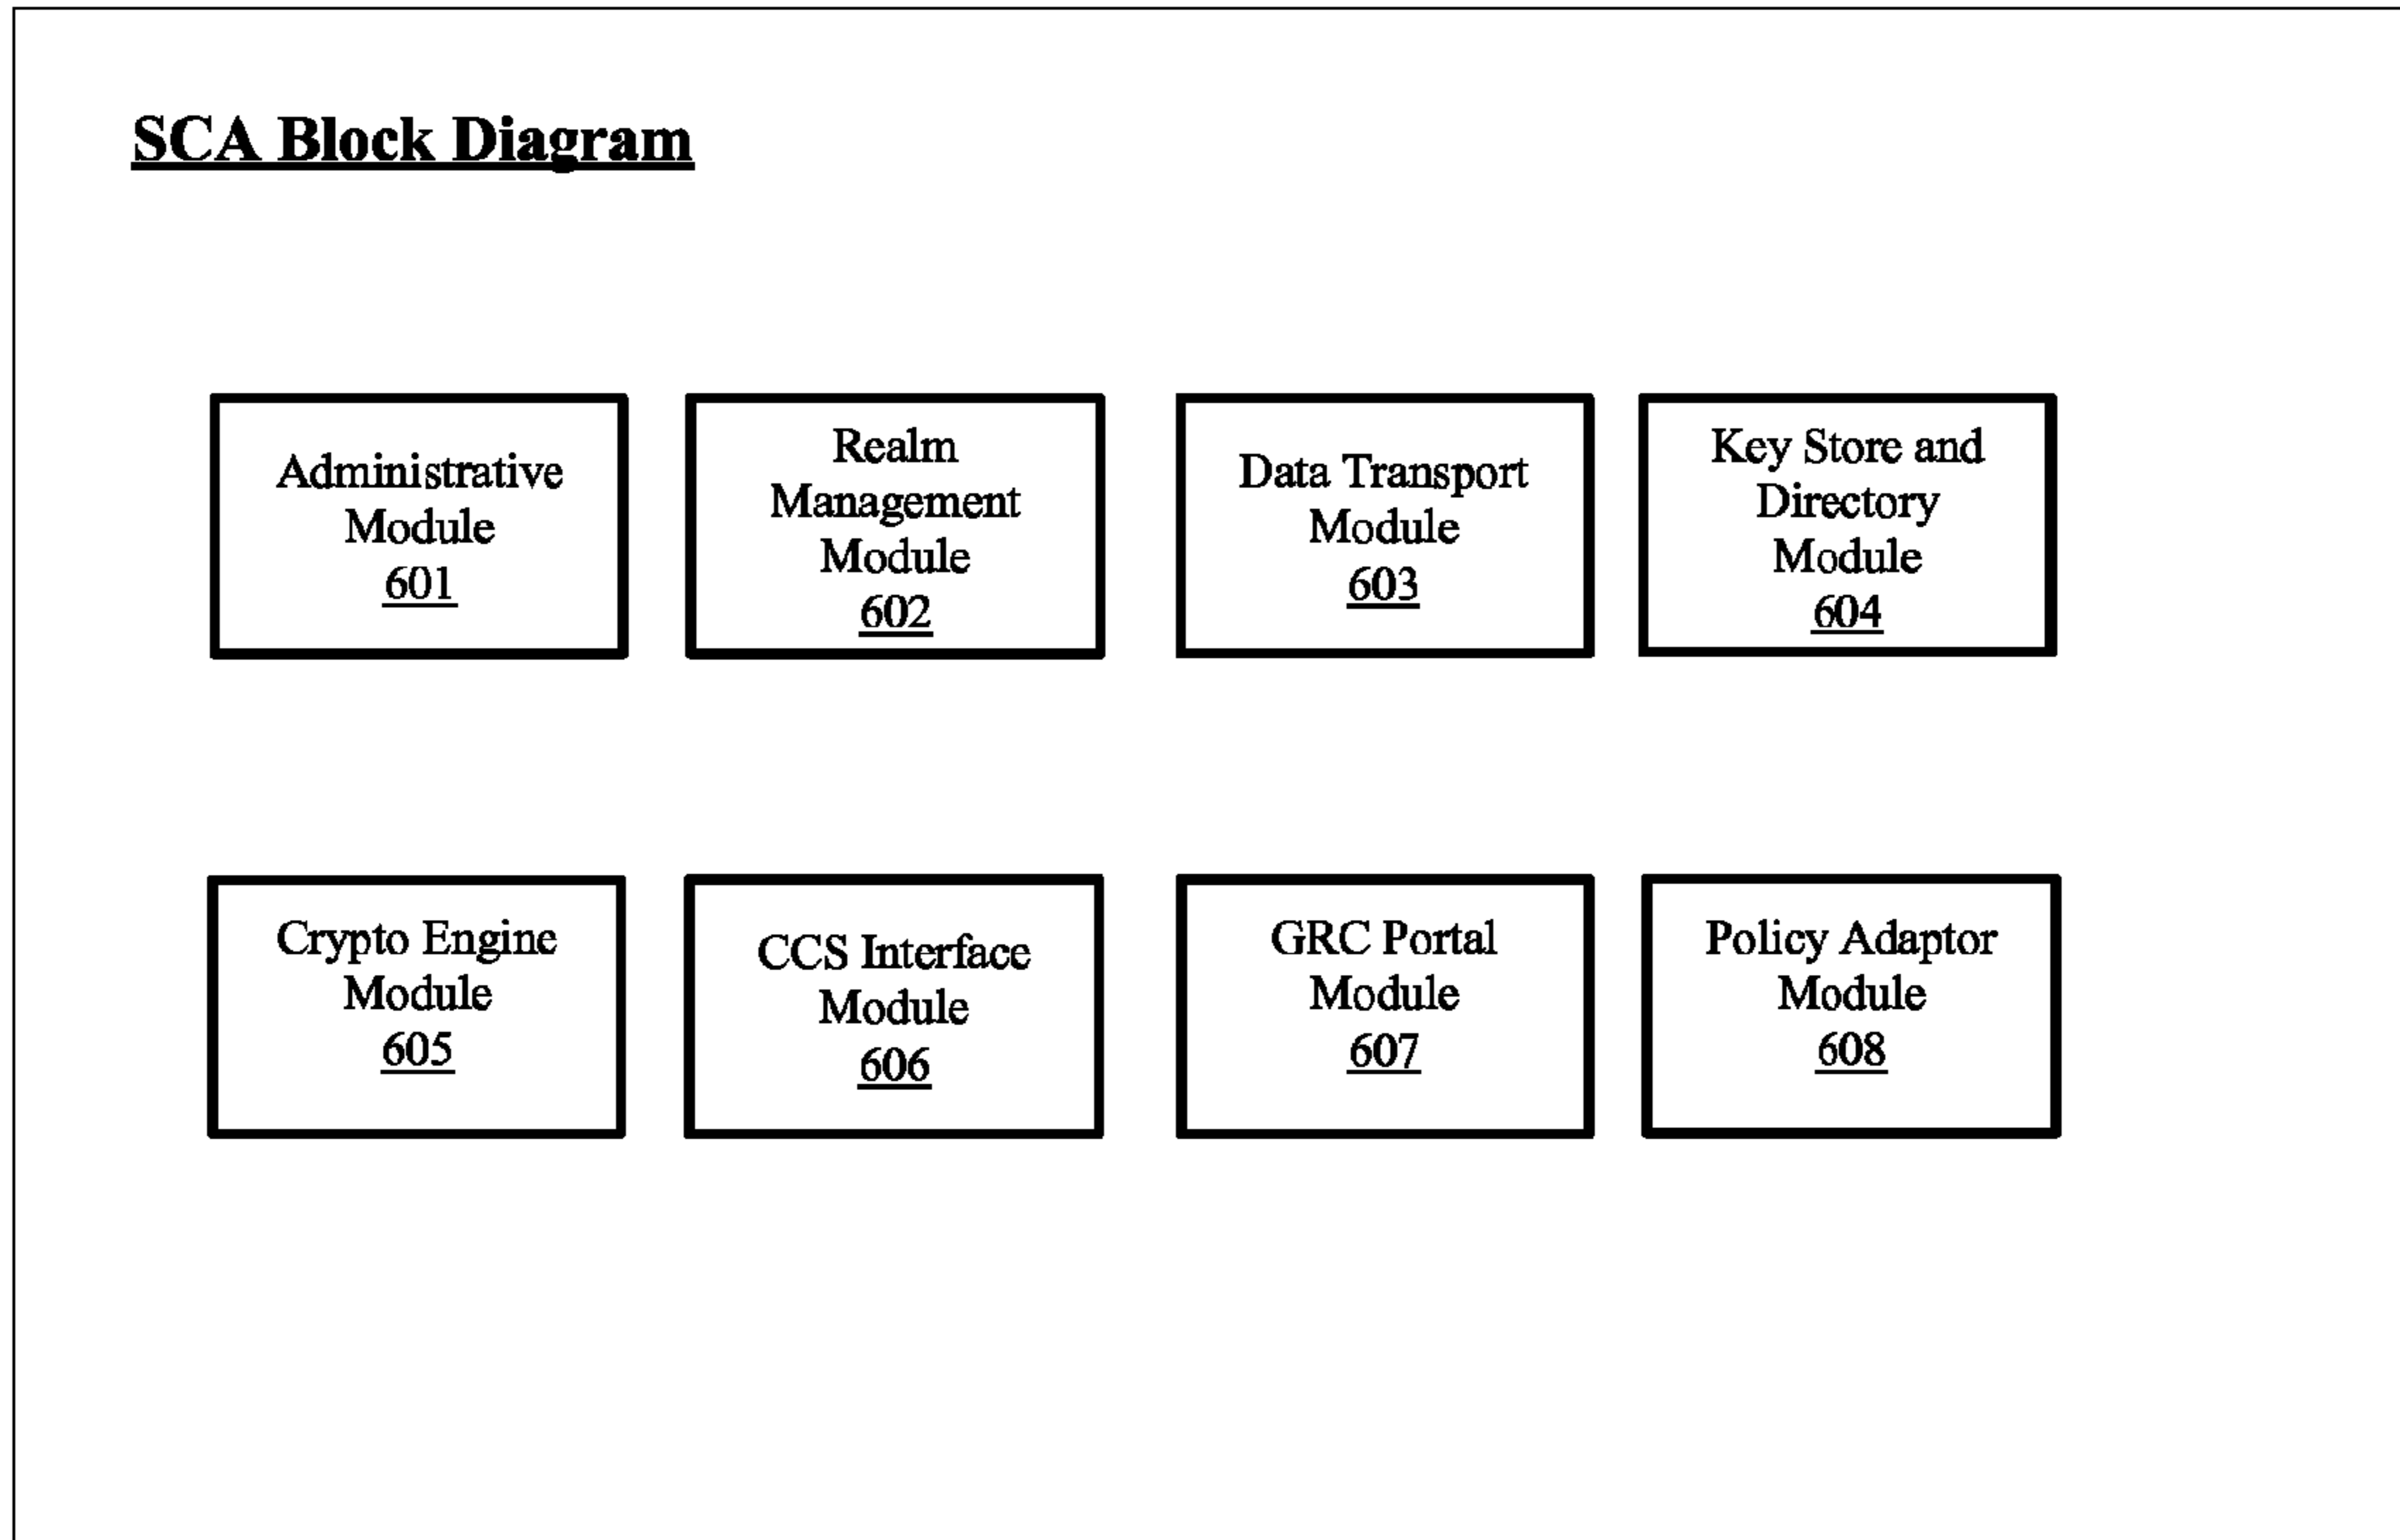 SCA Block Diagram
Administrative
Module
601
Realm
Management
Module
602
Data Transport
Module
603
Key Store and
Directory
Module
604
Crypto Engine
Module
605
CCS Interface
Module
606
GRC Portal
Module
607
Policy Adaptor
Module
608